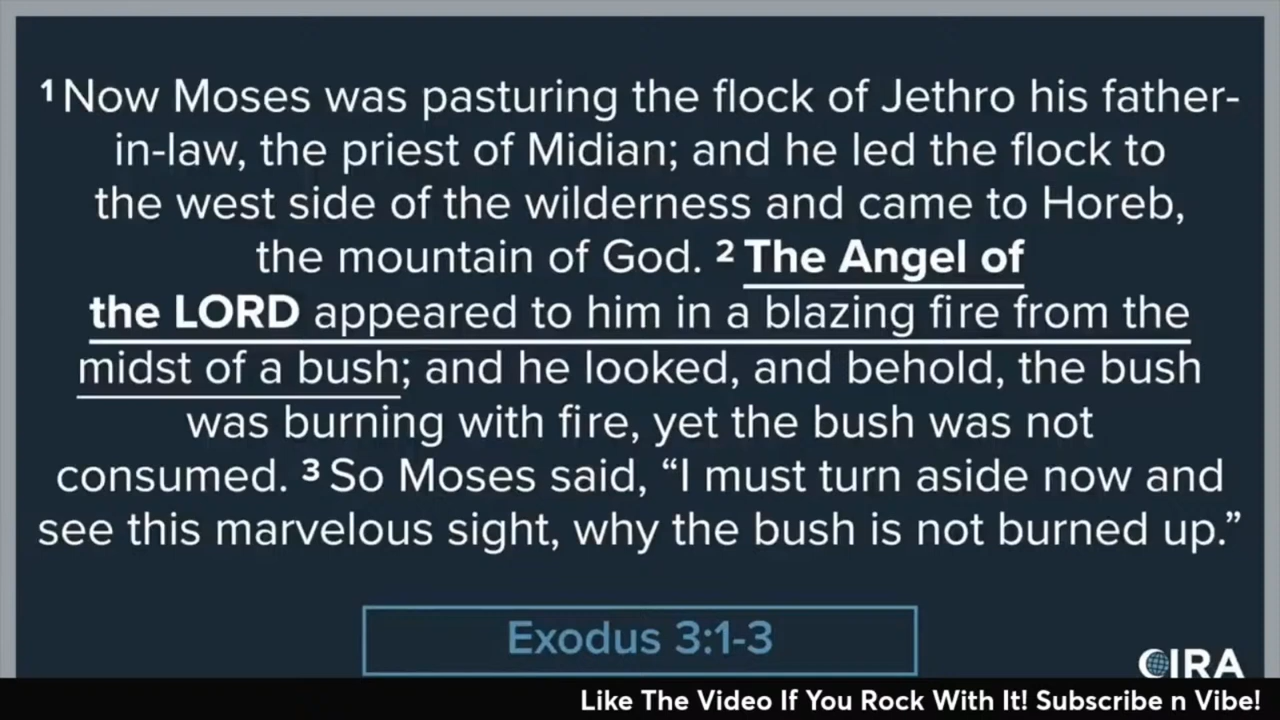 1 Now Moses was pasturing the flock of Jethro his father-
in-law, the priest of Midian; and he led the flock to
the west side of the wilderness and came to Horeb,
the mountain of God. 2 The Angel of
the LORD appeared to him in a blazing fire from the
midst of a bush; and he looked, and behold, the bush
was burning with fire, yet the bush was not
consumed. 3 So Moses said, “I must turn aside now and
see this marvelous sight, why the bush is not burned up.”
Exodus 3:1-3
CIRA
Like The Video If You Rock With It! Subscribe n Vibe!